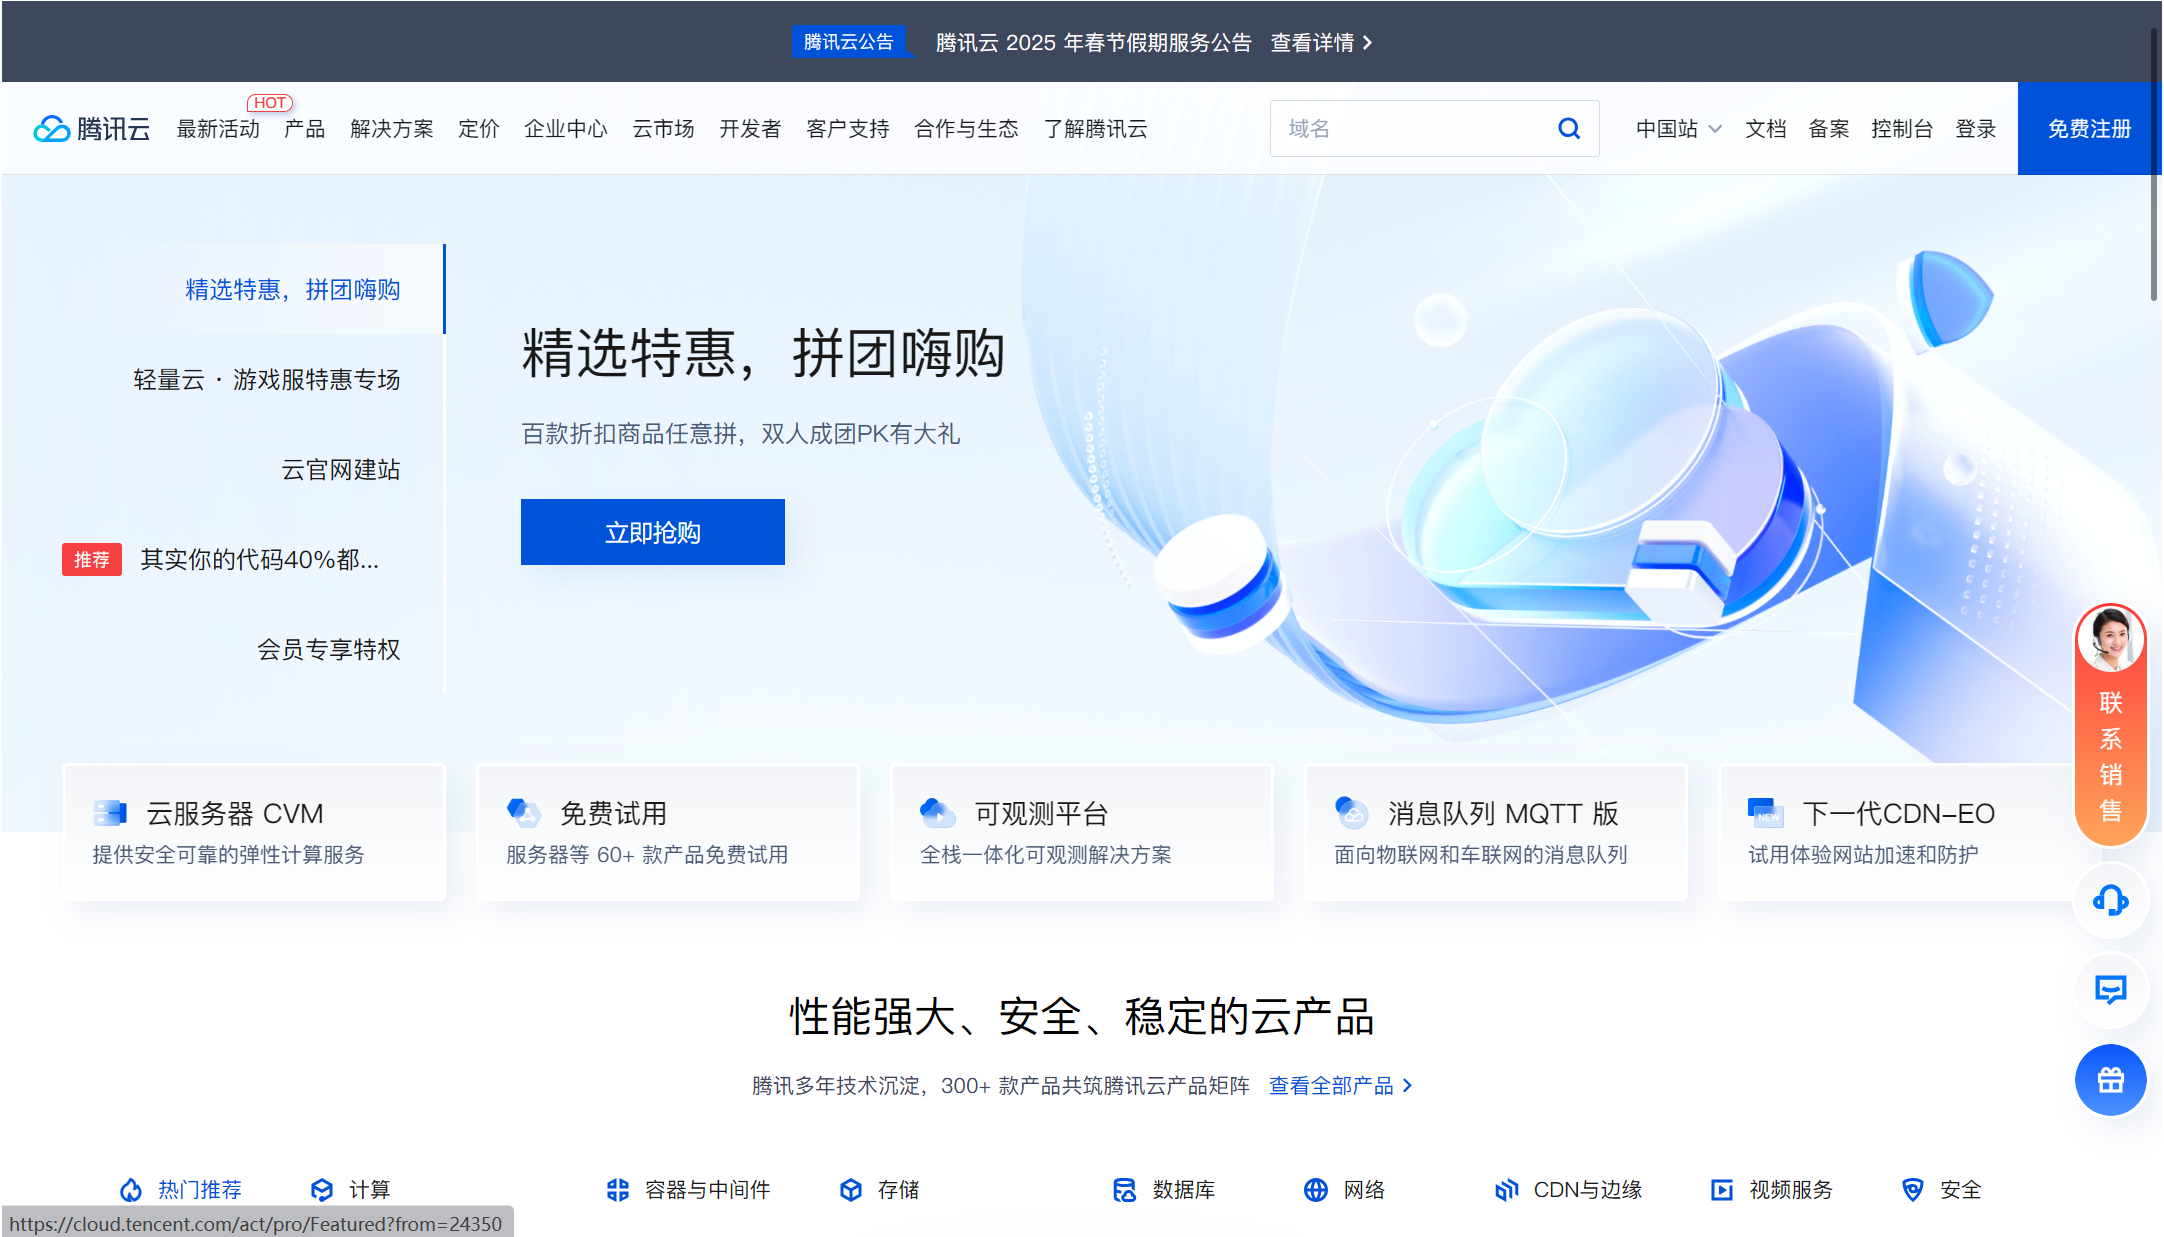 腾讯云公告 腾讯云 2025 年春节假期服务公告 查看详情
腾讯云 最新活动 HOT 产品 解决方案 定价 企业中心 云市场 开发者 客户支持 合作与生态 了解腾讯云 域名 中国站 文档 备案 控制台 登录 免费注册
精选特惠，拼团嗨购
轻量云 · 游戏服特惠专场
云官网建站
推荐 其实你的代码40%都...
会员专享特权
精选特惠，拼团嗨购
百款折扣商品任意拼，双人成团PK有大礼
立即抢购
联系销售
云服务器 CVM
提供安全可靠的弹性计算服务
免费试用
服务器等 60+ 款产品免费试用
可观测平台
全栈一体化可观测解决方案
消息队列 MQTT 版
面向物联网和车联网的消息队列
NEW 下一代CDN-EO
试用体验网站加速和防护
性能强大、安全、稳定的云产品
腾讯多年技术沉淀，300+ 款产品共筑腾讯云产品矩阵 查看全部产品
热门推荐 计算 容器与中间件 存储 数据库 网络 CDN与边缘 视频服务 安全
https://cloud.tencent.com/act/pro/Featured?from=24350